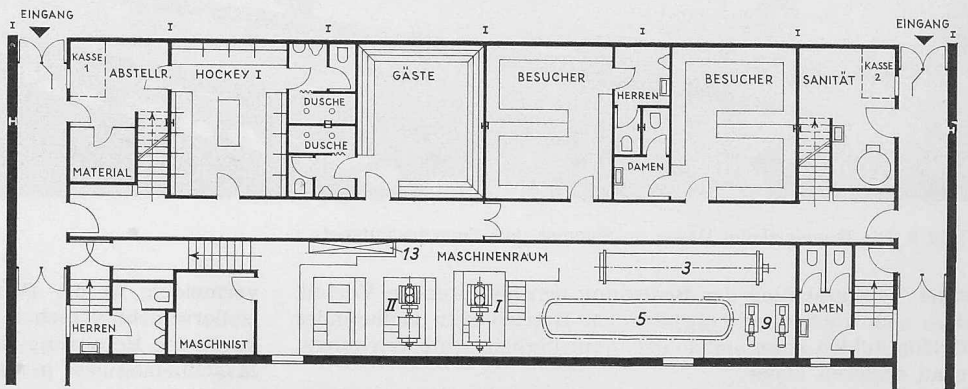 EINGANG
EINGANG
KASSE
1
ABSTELLR.
HOCKEY I
GÄSTE
BESUCHER
HERREN
BESUCHER
SANITÄT
KASSE
2
DUSCHE
DUSCHE
MATERIAL
DAMEN
13
MASCHINENRAUM
3
II
I
5
9
HERREN
MASCHINIST
DAMEN